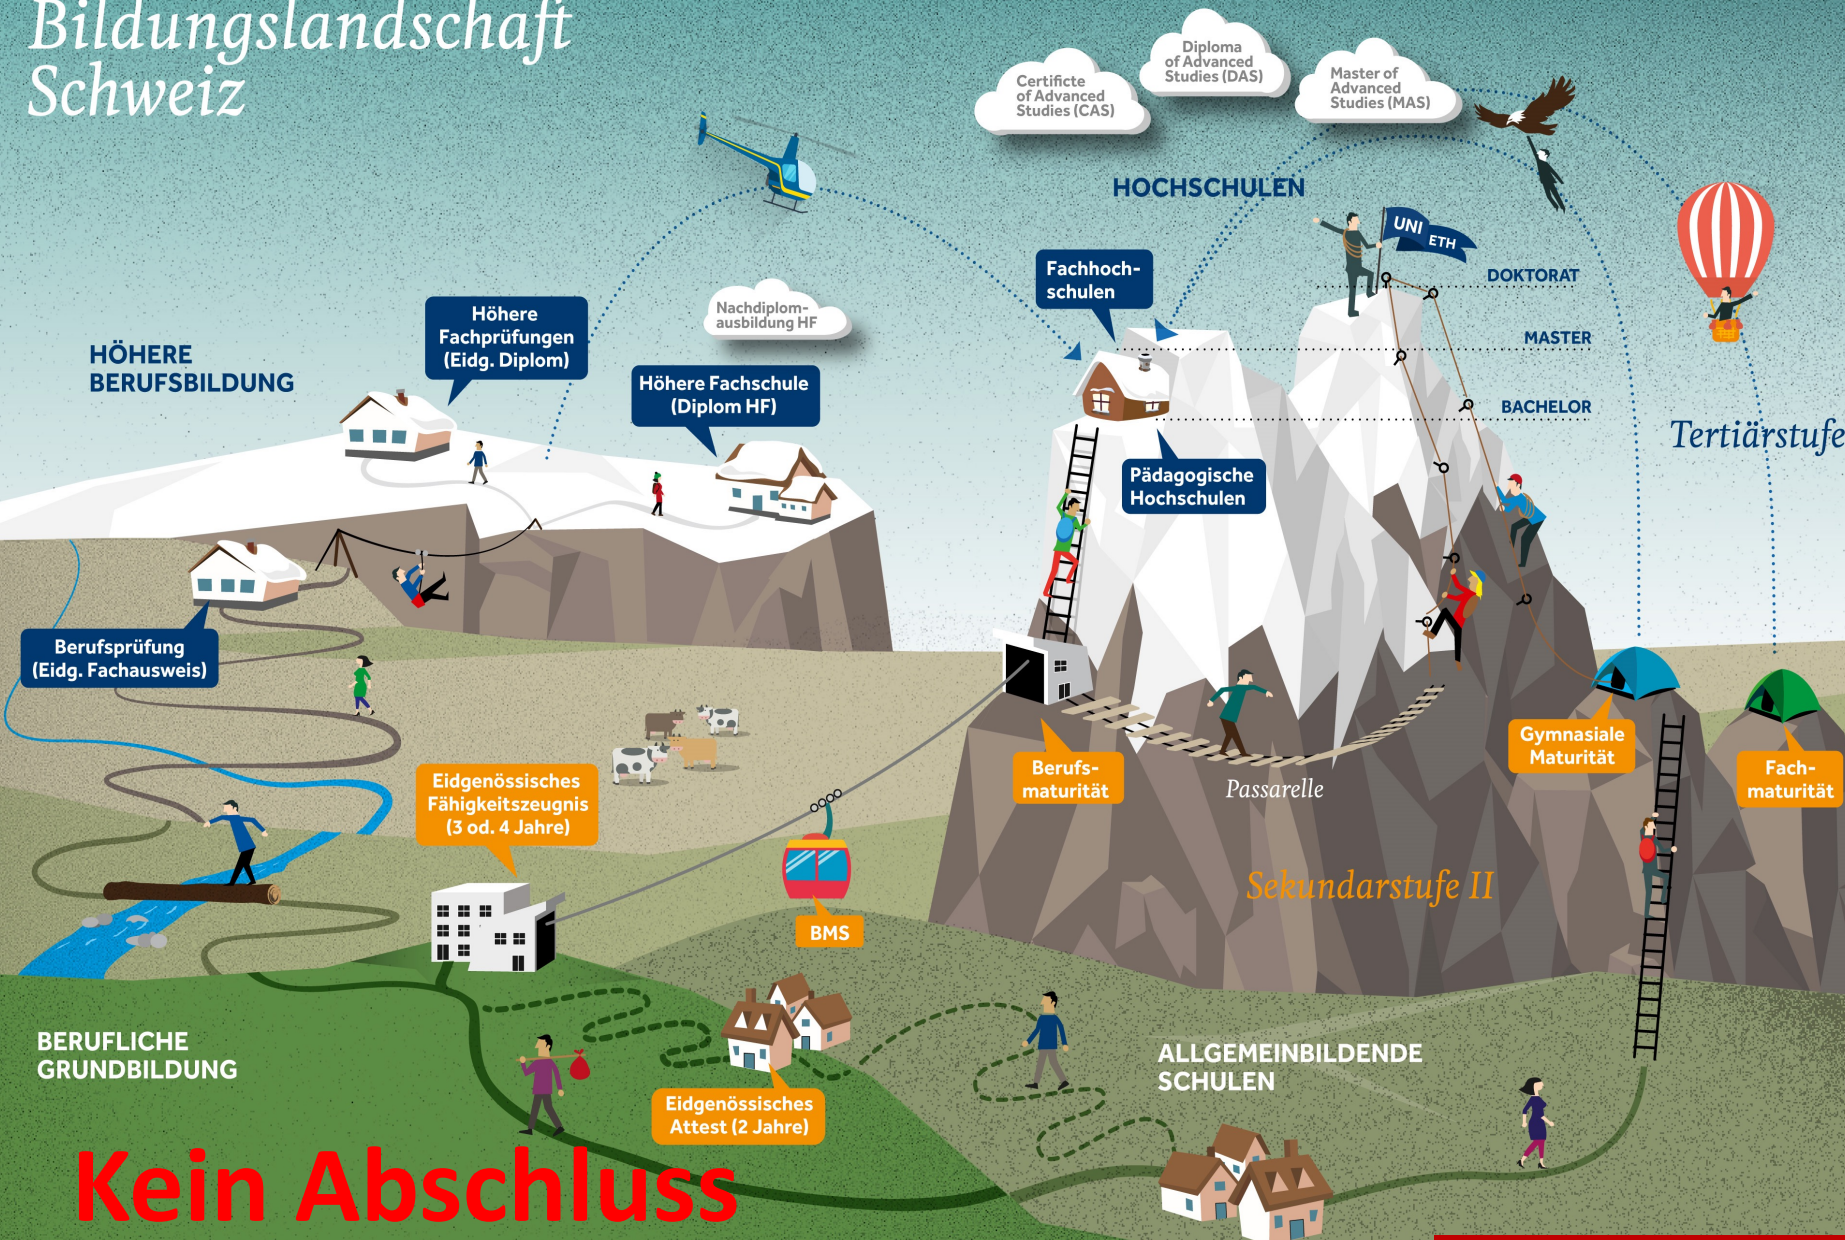 Bildungslandschaft
Schweiz
Certificte
of Advanced
Studies (CAS)
Diploma
of Advanced
Studies (DAS)
Master of
Advanced
Studies (MAS)
HOCHSCHULEN
UNI
ETH
Fachhoch-
schulen
DOKTORAT
MASTER
BACHELOR
Tertiärstufe
Höhere
Fachprüfungen
(Eidg. Diplom)
Nachdiplom-
ausbildung HF
HÖHERE
BERUFSBILDUNG
Höhere Fachschule
(Diplom HF)
Pädagogische
Hochschulen
Berufsprüfung
(Eidg. Fachausweis)
Gymnasiale
Maturität
Fach-
maturität
Berufs-
maturität
Passarelle
Eidgenössisches
Fähigkeitszeugnis
(3 od. 4 Jahre)
Sekundarstufe II
BMS
BERUFLICHE
GRUNDBILDUNG
ALLGEMEINBILDENDE
SCHULEN
Eidgenössisches
Attest (2 Jahre)
Kein Abschluss